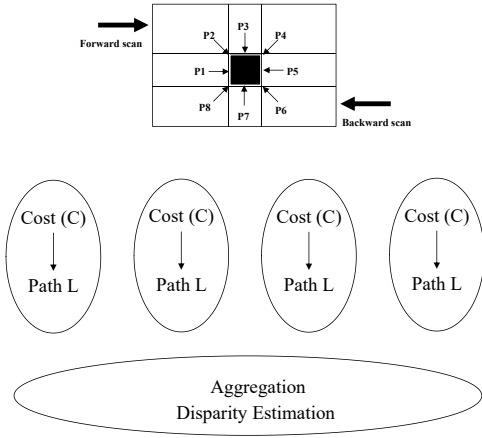 Forward scan
P2
P3
P4
P1
P5
P8
P7
P6
Backward scan
Cost (C)
Path L
Cost (C)
Path L
Cost (C)
Path L
Cost (C)
Path L
Aggregation
Disparity Estimation